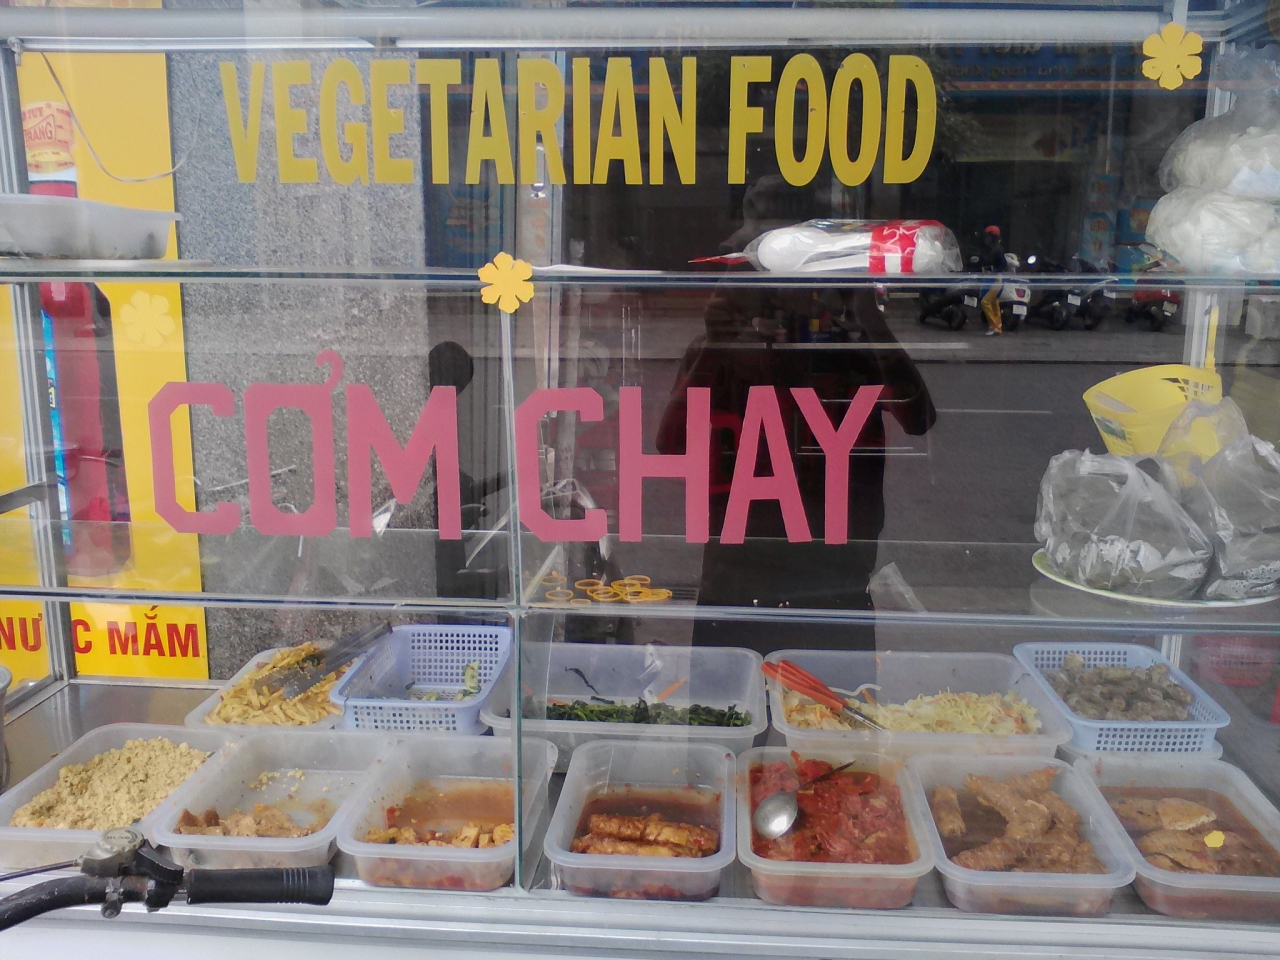 VEGETARIAN FOOD
CƠM CHAY
NƯ C MẮM